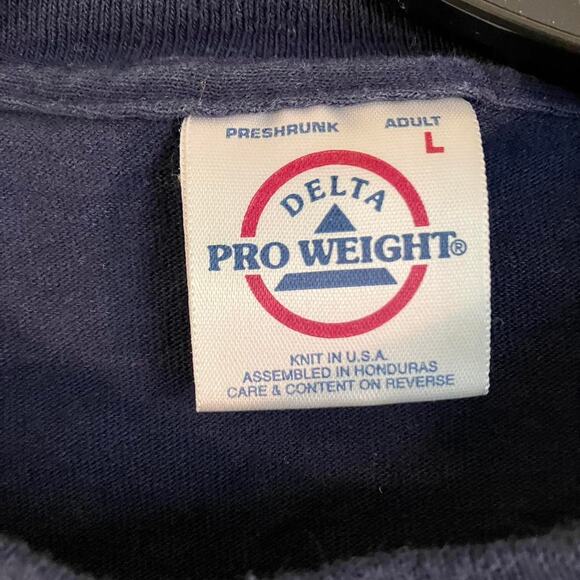 PRESHRUNK ADULT
L
DELTA
PRO WEIGHT®
KNIT IN U.S.A.
ASSEMBLED IN HONDURAS
CARE & CONTENT ON REVERSE